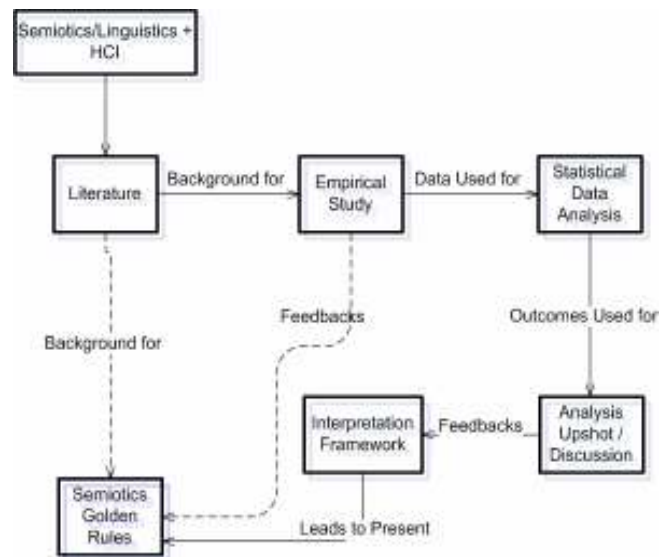 Semiotics/Linguistics +
HCI
Literature
Background for
Empirical
Study
Data Used for
Statistical
Data
Analysis
Feedbacks
Outcomes Used for
Background for
Interpretation
Framework
Feedbacks
Analysis
Upshot /
Discussion
Semiotics
Golden
Rules
Leads to Present